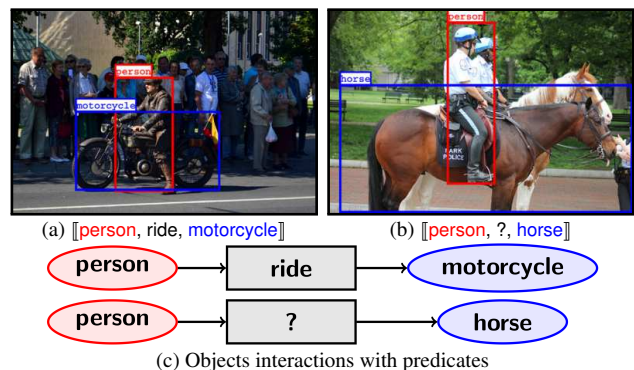 person
motorcycle
person
horse
PARK
POLICE
(a) ⟦person, ride, motorcycle⟧
(b) ⟦person, ?, horse⟧
person ride motorcycle
person ? horse
(c) Objects interactions with predicates